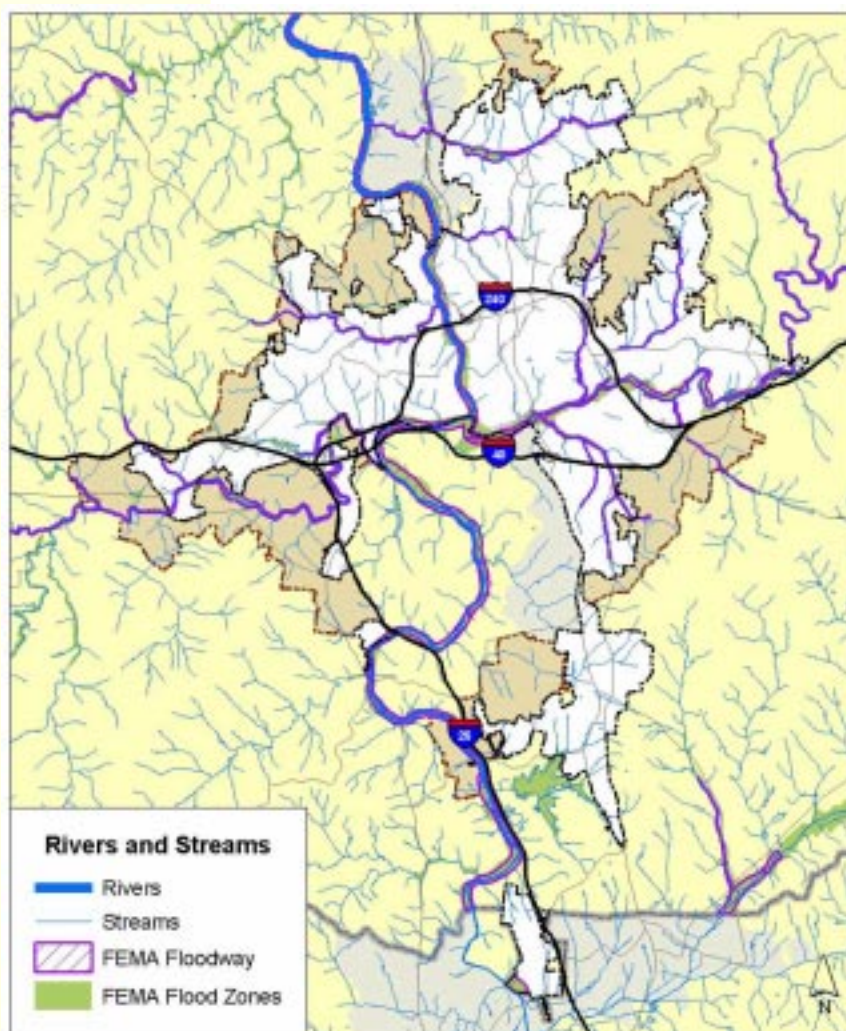 240
40
26
Rivers and Streams
Rivers
Streams
FEMA Floodway
FEMA Flood Zones
N